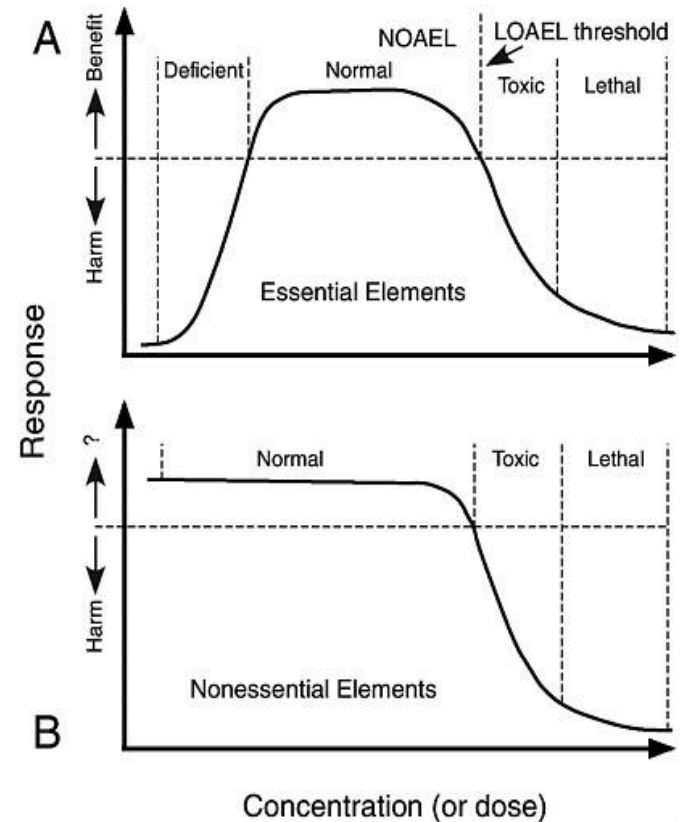 A
Benefit
Harm
NOAEL
LOAEL threshold
Deficient
Normal
Toxic
Lethal
Essential Elements
Response
?
Harm
Normal
Toxic
Lethal
Nonessential Elements
B
Concentration (or dose)